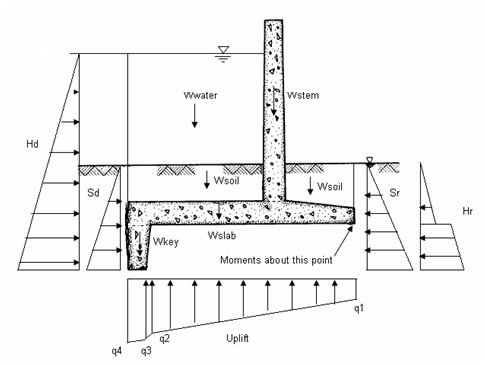 Wwater
Wstem
Hd
Sd
Wsoil
Wsoil
Sr
Hr
Wslab
Wkey
Moments about this point
q1
q2
q3
q4
Uplift